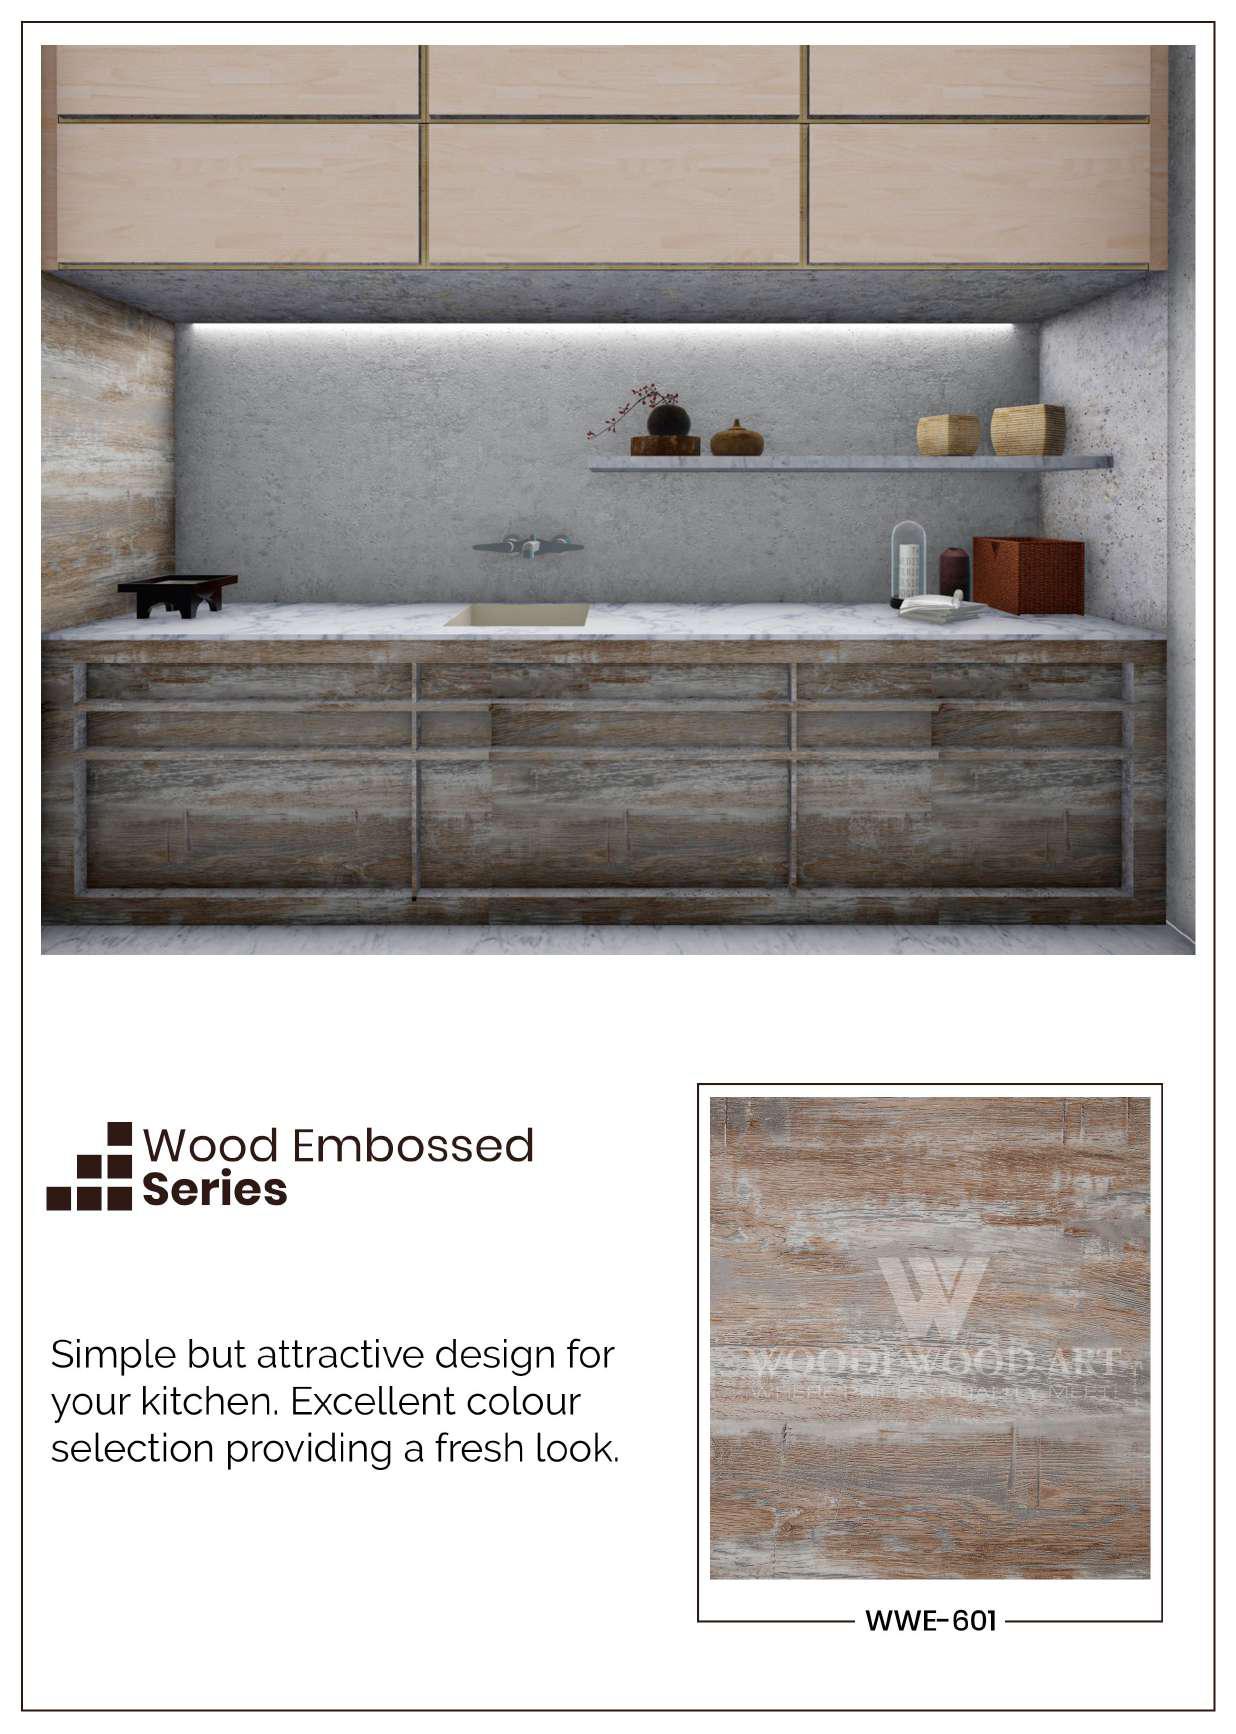 Wood Embossed
Series
Simple but attractive design for
your kitchen. Excellent colour
selection providing a fresh look.
W
WOODI WOOD ART
WWE-601